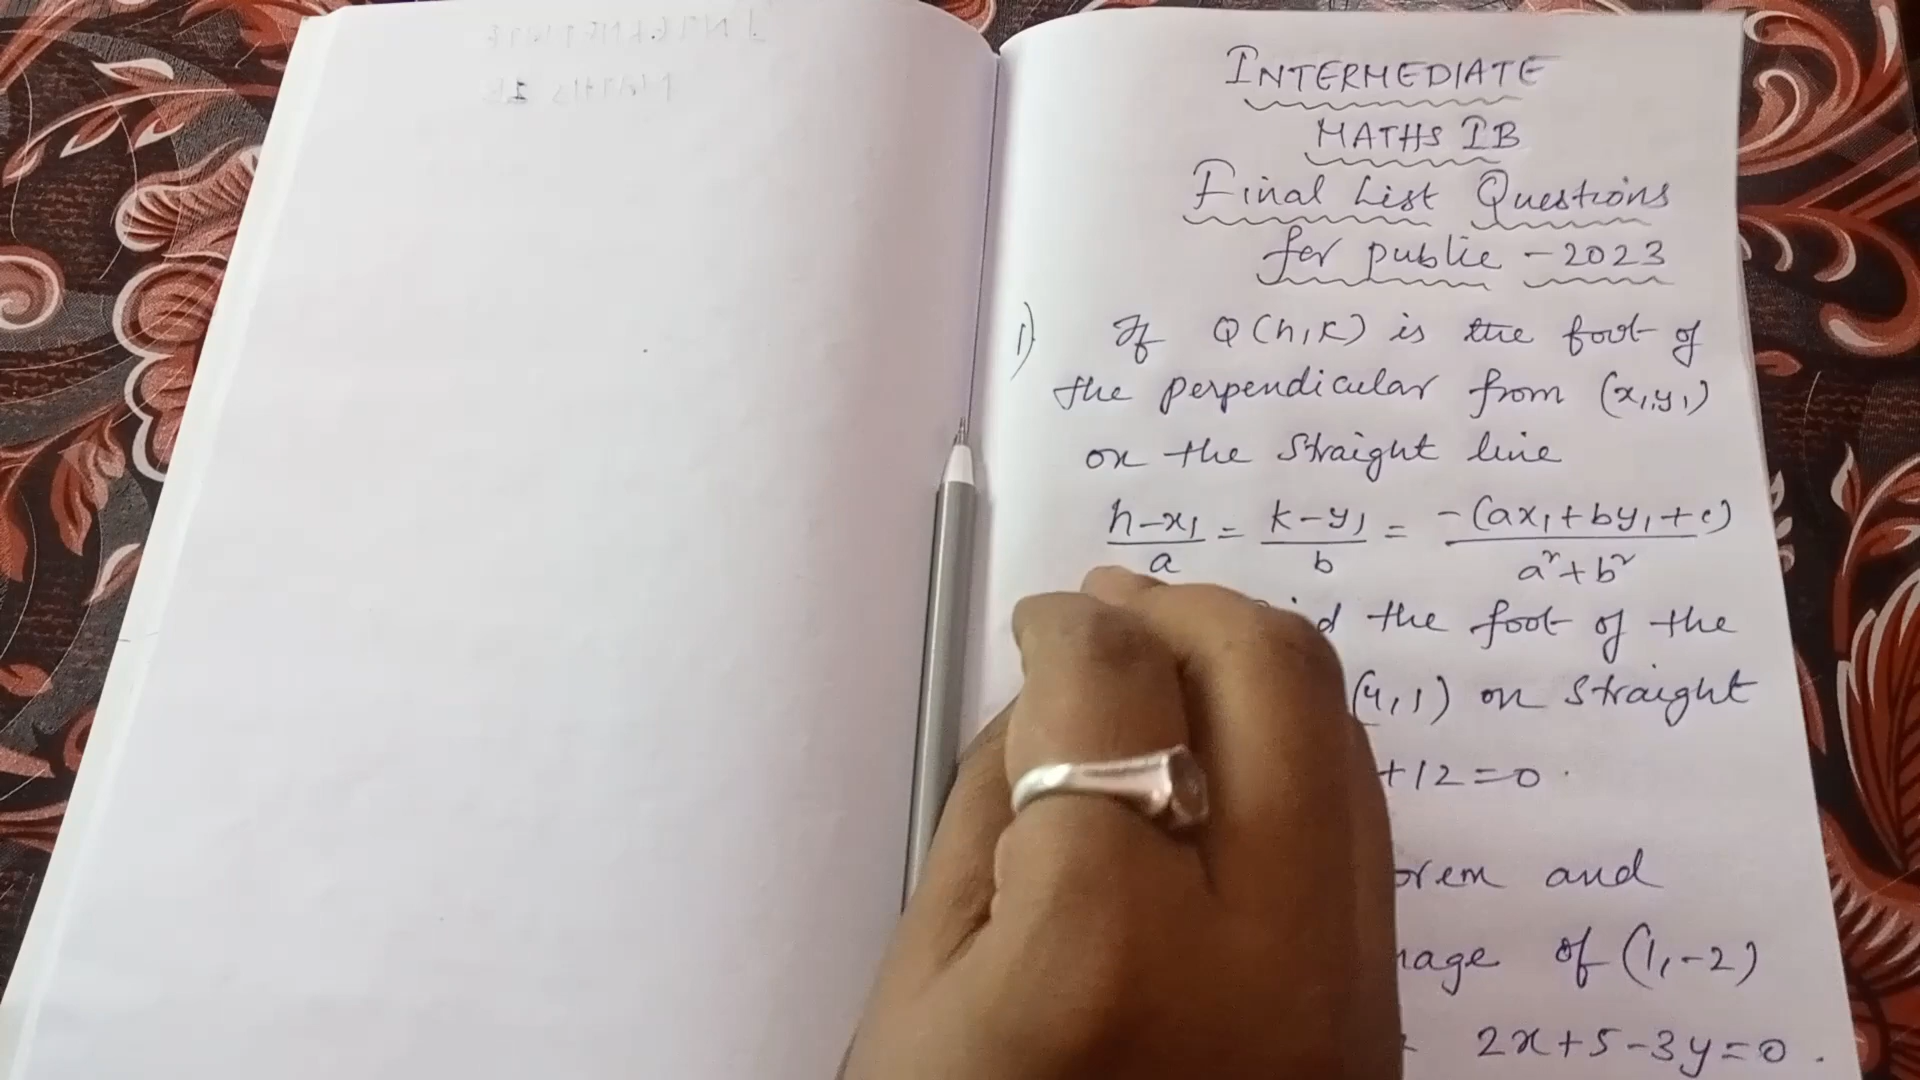 INTERMEDIATE
MATHS IB
Final List Questions
for public - 2023
1) If Q(h,K) is the foot of
the perpendicular from (x₁,y₁)
on the straight line
h-x₁/a = k-y₁/b = -(ax₁+by₁+c)/a²+b²
the foot of the
(4,1) on straight
+12=0.
and
of (1,-2)
2x+5-3y=0.